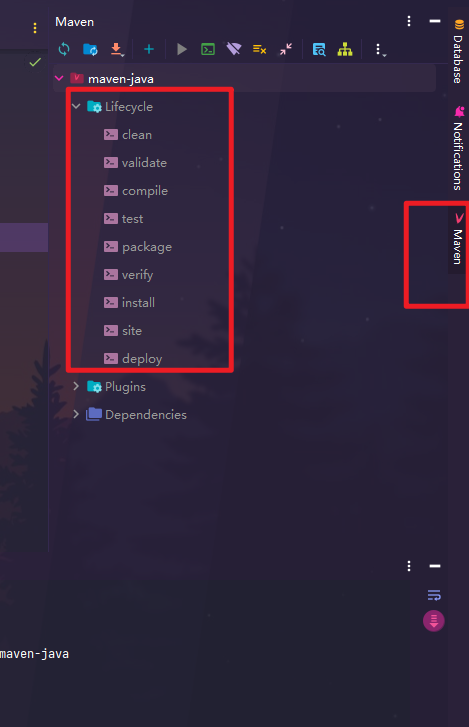 Maven
maven-java
Lifecycle
clean
validate
compile
test
package
verify
install
site
deploy
Plugins
Dependencies
Database
Notifications
Maven
maven-java